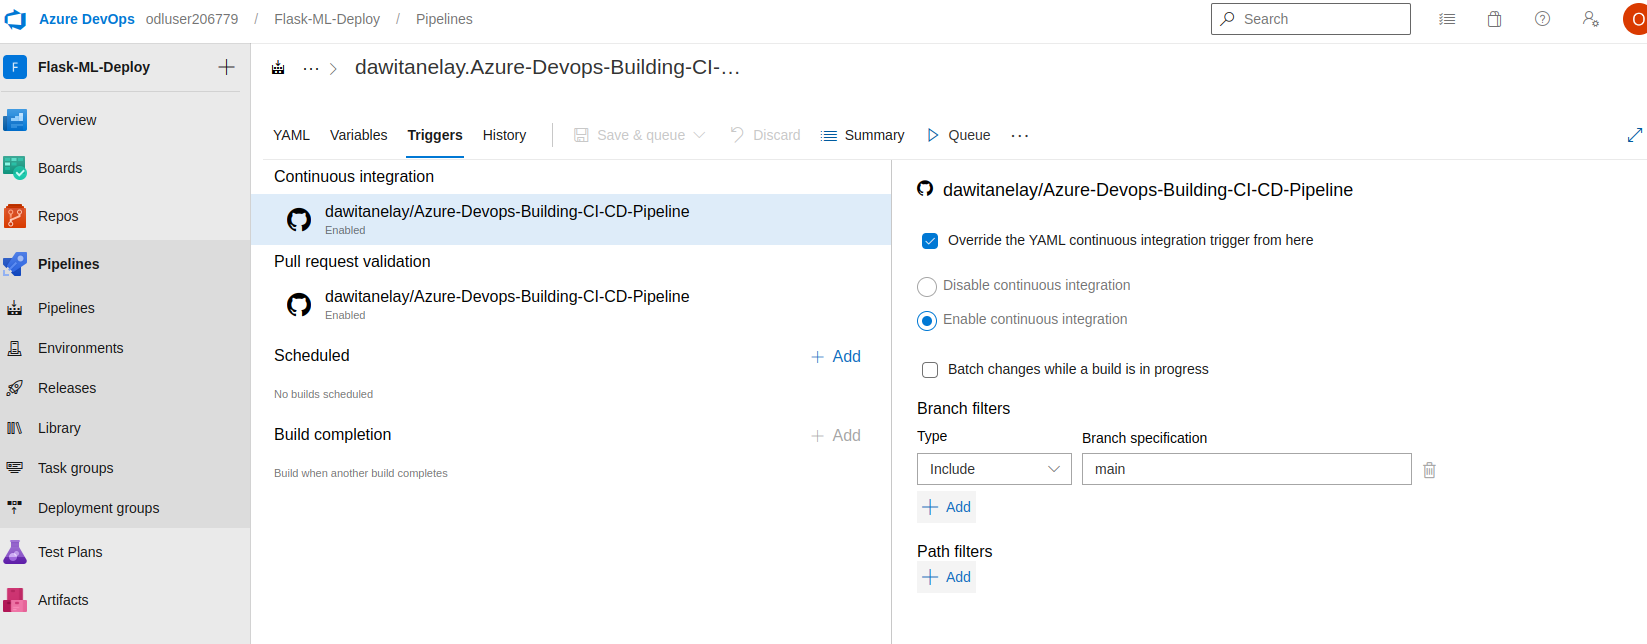 Azure DevOps odluser206779 / Flask-ML-Deploy / Pipelines Search
F Flask-ML-Deploy
Overview
Boards
Repos
Pipelines
Pipelines
Environments
Releases
Library
Task groups
Deployment groups
Test Plans
Artifacts
··· > dawitanelay.Azure-Devops-Building-CI-...
YAML Variables Triggers History Save & queue Discard Summary Queue ···
Continuous integration
dawitanelay/Azure-Devops-Building-CI-CD-Pipeline
Enabled
Pull request validation
dawitanelay/Azure-Devops-Building-CI-CD-Pipeline
Enabled
Scheduled + Add
No builds scheduled
Build completion + Add
Build when another build completes
dawitanelay/Azure-Devops-Building-CI-CD-Pipeline
Override the YAML continuous integration trigger from here
Disable continuous integration
Enable continuous integration
Batch changes while a build is in progress
Branch filters
Type Branch specification
Include main
+ Add
Path filters
+ Add
O